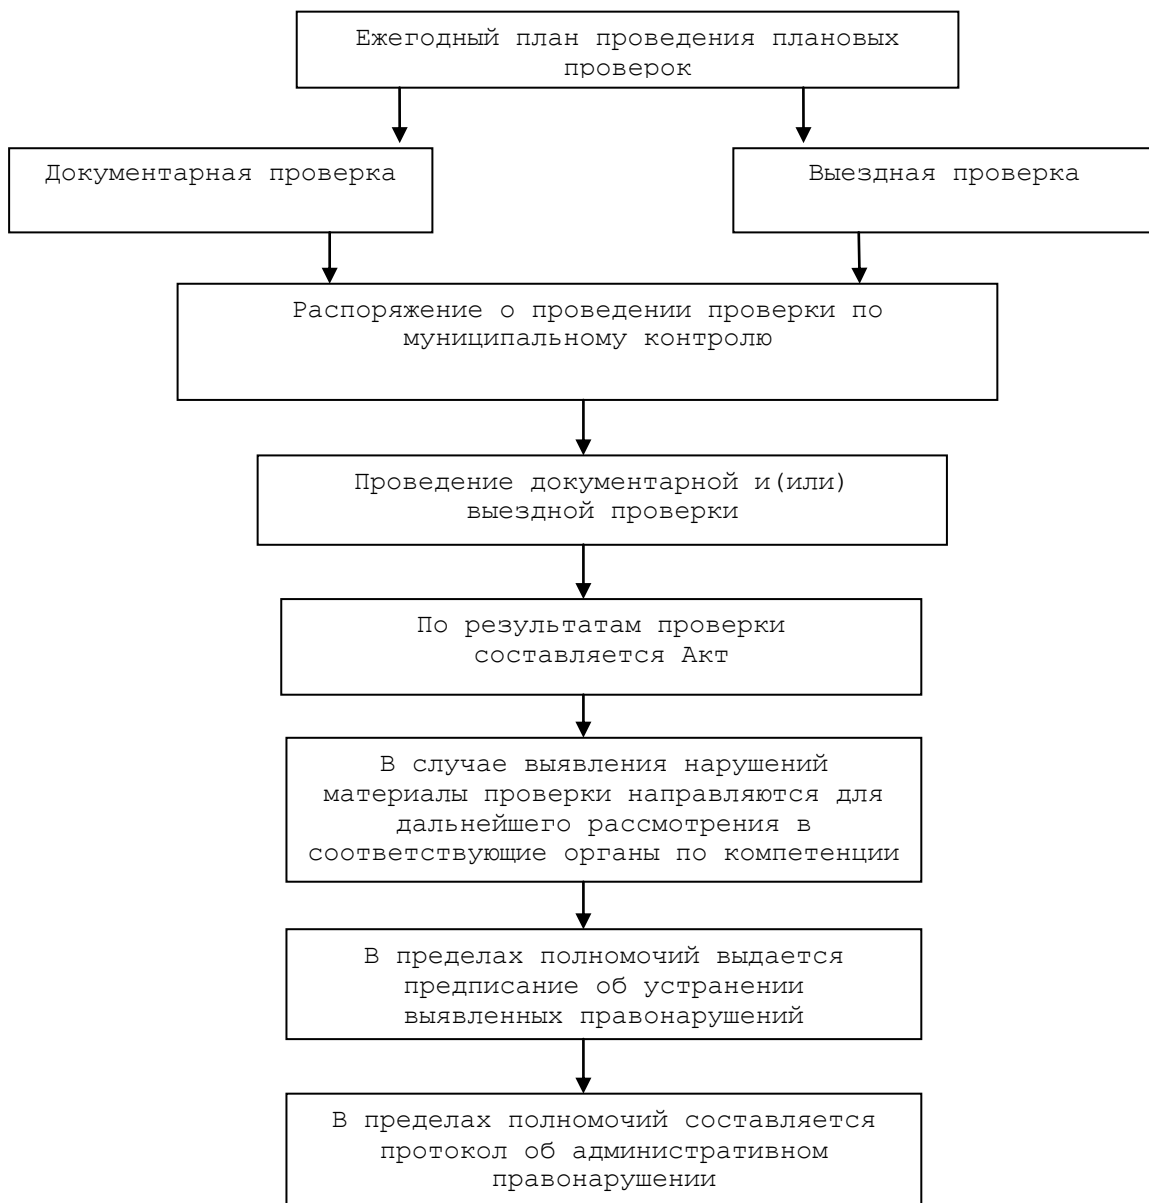 Ежегодный план проведения плановых
проверок
Документарная проверка
Выездная проверка
Распоряжение о проведении проверки по
муниципальному контролю
Проведение документарной и(или)
выездной проверки
По результатам проверки
составляется Акт
В случае выявления нарушений
материалы проверки направляются для
дальнейшего рассмотрения в
соответствующие органы по компетенции
В пределах полномочий выдается
предписание об устранении
выявленных правонарушений
В пределах полномочий составляется
протокол об административном
правонарушении